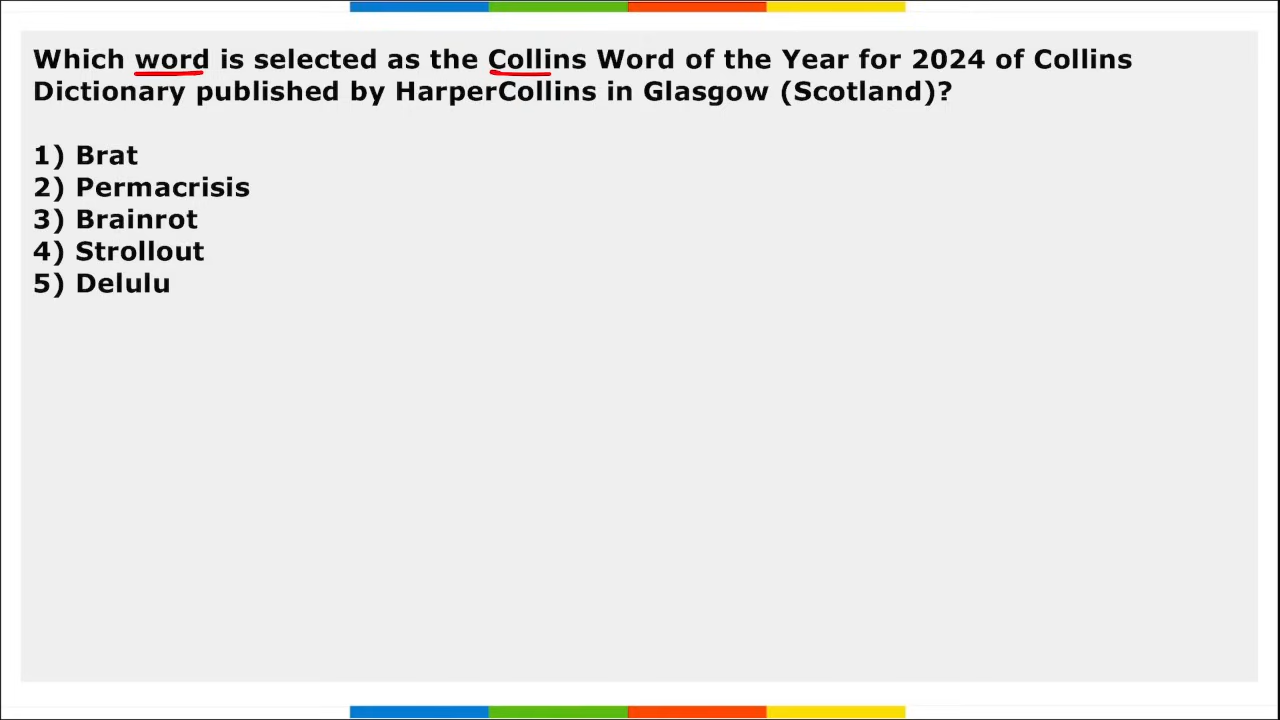 Which word is selected as the Collins Word of the Year for 2024 of Collins
Dictionary published by HarperCollins in Glasgow (Scotland)?
1) Brat
2) Permacrisis
3) Brainrot
4) Strollout
5) Delulu